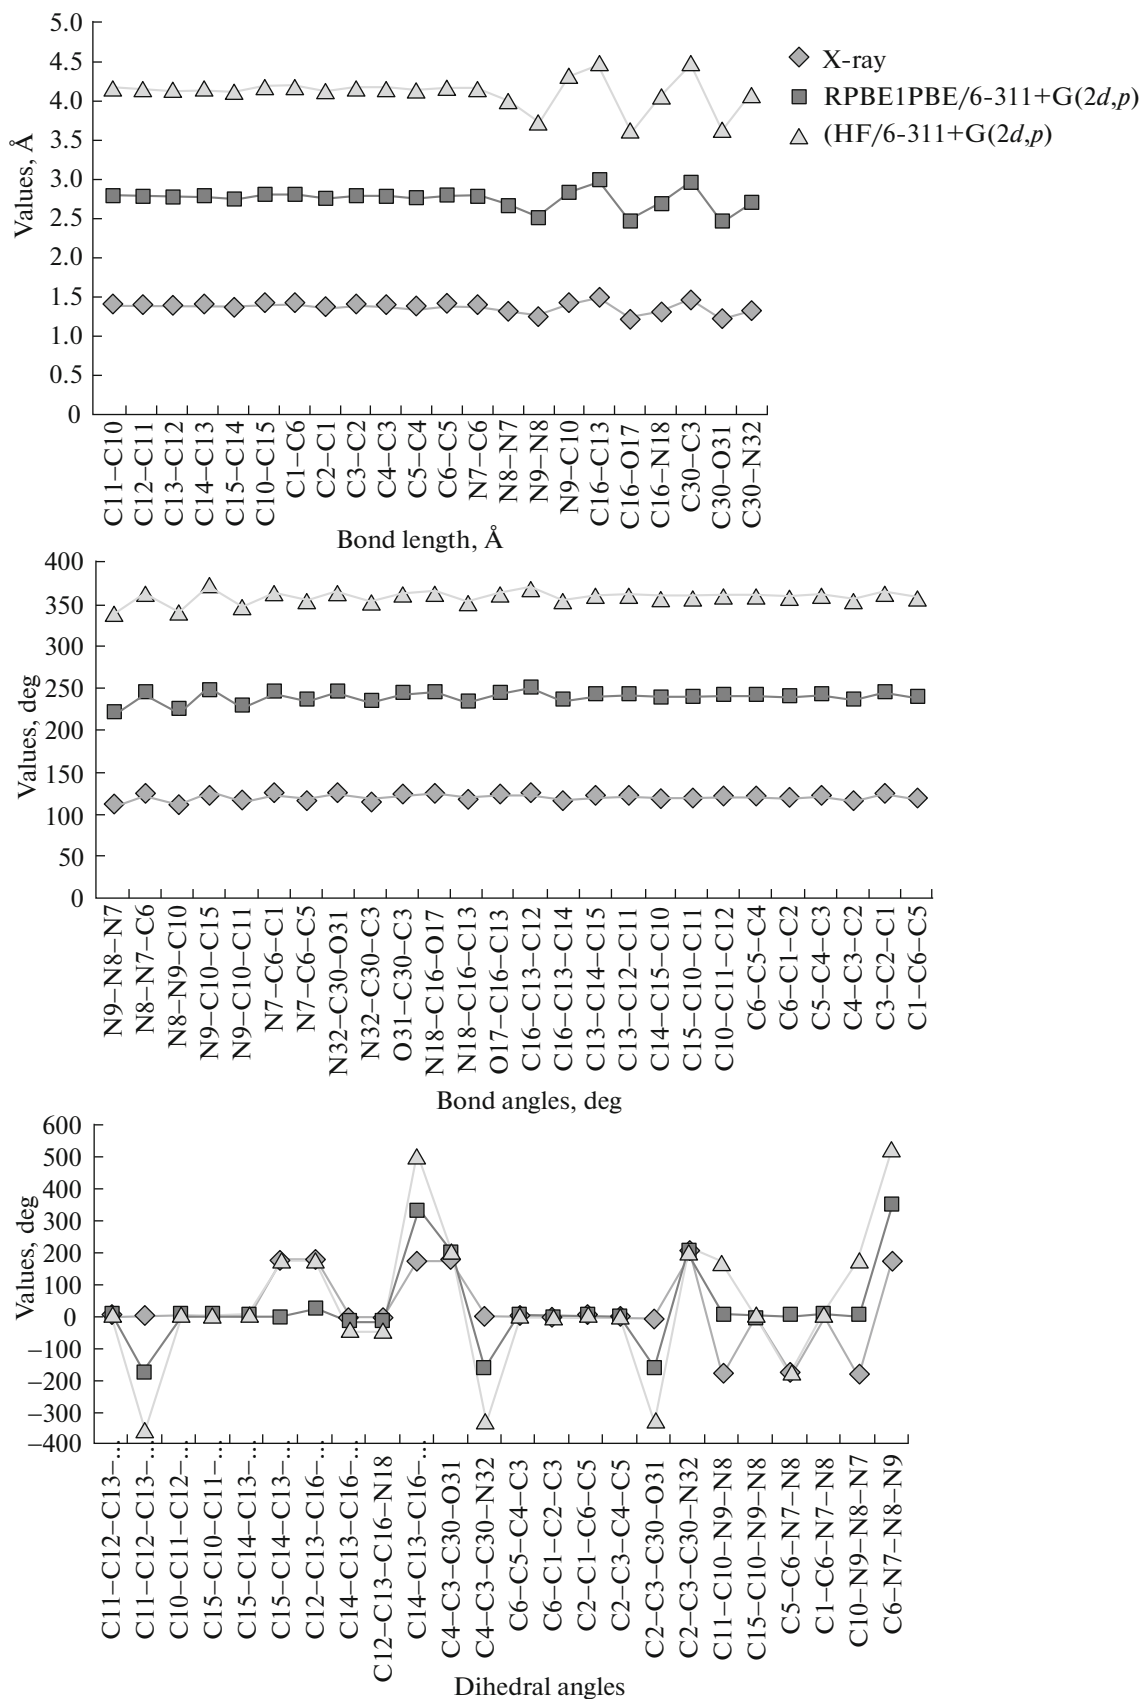 5.0
4.5
4.0
3.5
3.0
2.5
2.0
1.5
1.0
0.5
0
Values, Å
X-ray
RPBE1PBE/6-311+G(2d,p)
(HF/6-311+G(2d,p)
C11–C10
C12–C11
C13–C12
C14–C13
C15–C14
C10–C15
C1–C6
C2–C1
C3–C2
C4–C3
C5–C4
C6–C5
N7–C6
N8–N7
N9–N8
N9–C10
C16–C13
C16–O17
C16–N18
C30–C3
C30–O31
C30–N32
Bond length, Å
400
350
300
250
200
150
100
50
0
Values, deg
N9–N8–N7
N8–N7–C6
N8–N9–C10
N9–C10–C15
N9–C10–C11
N7–C6–C1
N7–C6–C5
N32–C30–O31
N32–C30–C3
O31–C30–C3
N18–C16–O17
N18–C16–C13
O17–C16–C13
C16–C13–C12
C16–C13–C14
C13–C14–C15
C13–C12–C11
C14–C15–C10
C15–C10–C11
C10–C11–C12
C6–C5–C4
C6–C1–C2
C5–C4–C3
C4–C3–C2
C3–C2–C1
C1–C6–C5
Bond angles, deg
600
500
400
300
200
100
0
–100
–200
–300
–400
Values, deg
C11–C12–C13–...
C11–C12–C13–...
C10–C11–C12–...
C15–C10–C11–...
C15–C14–C13–...
C15–C14–C13–...
C12–C13–C16–...
C14–C13–C16–...
C12–C13–C16–N18
C14–C13–C16–...
C4–C3–C30–O31
C4–C3–C30–N32
C6–C5–C4–C3
C6–C1–C2–C3
C2–C1–C6–C5
C2–C3–C4–C5
C2–C3–C30–O31
C2–C3–C30–N32
C11–C10–N9–N8
C15–C10–N9–N8
C5–C6–N7–N8
C1–C6–N7–N8
C10–N9–N8–N7
C6–N7–N8–N9
Dihedral angles